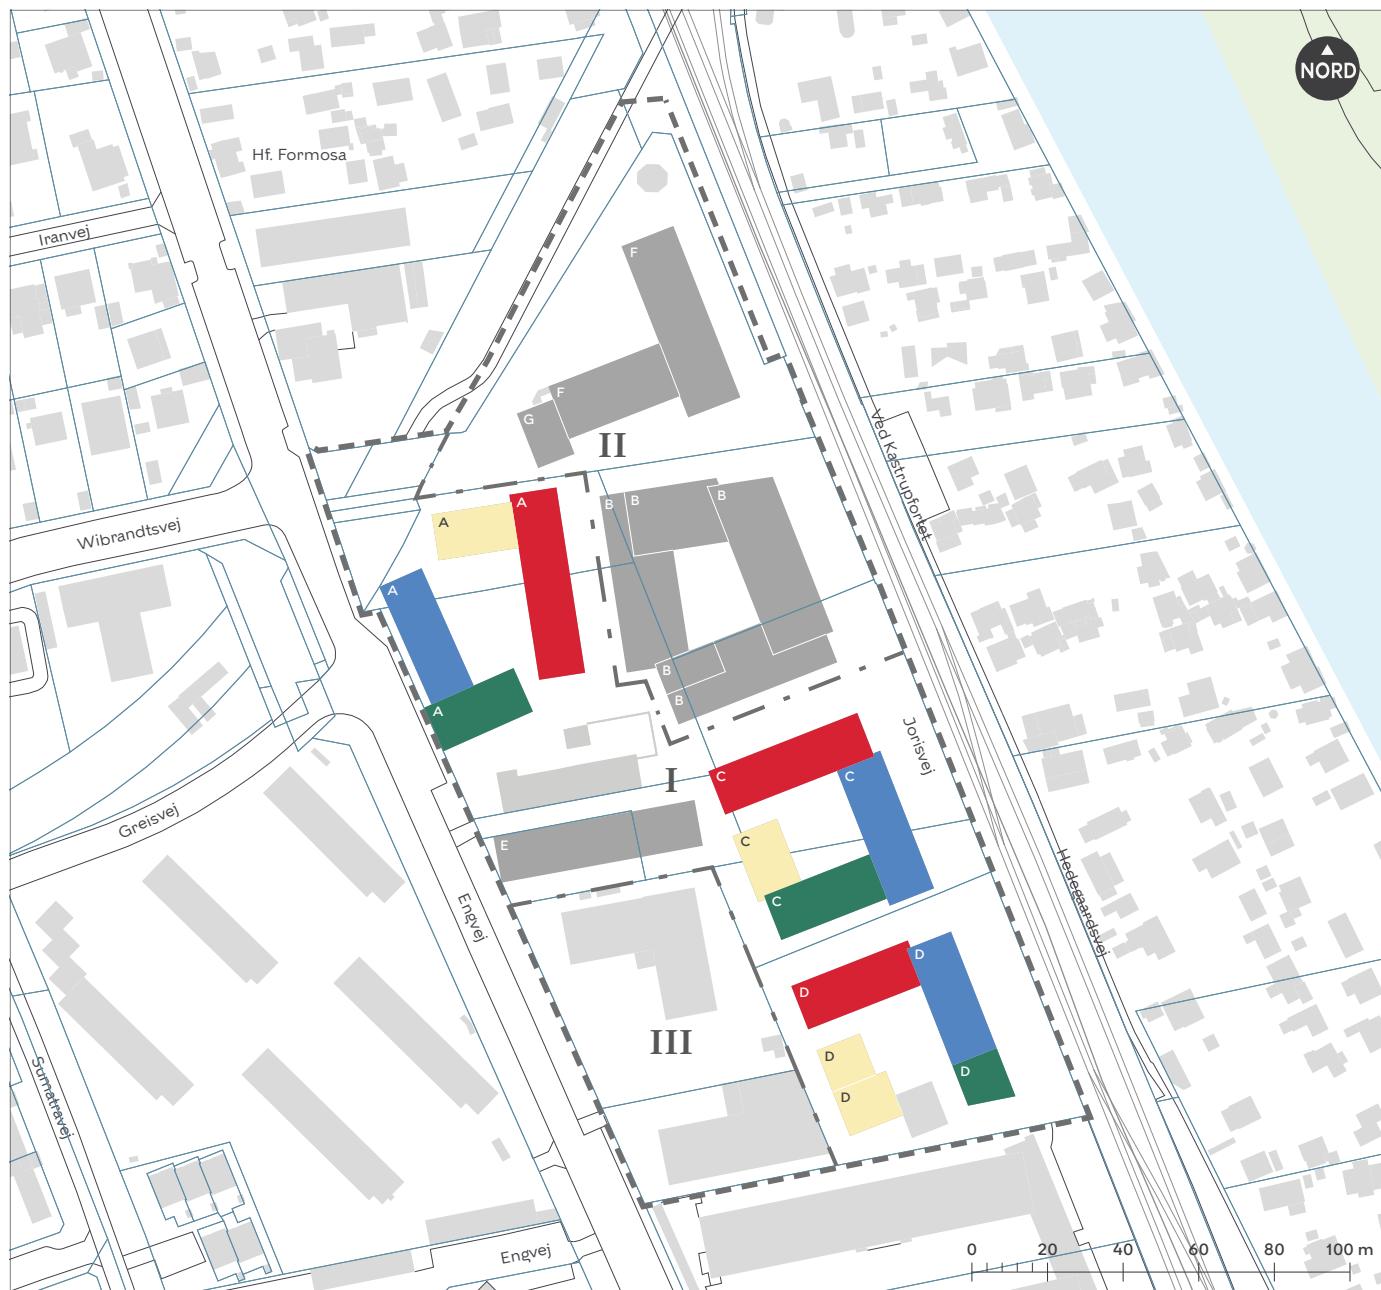 NORD
Hf. Formosa
Iranvej
F
F
G
II
Ved Kastrupfortet
A
A
B
B
B
Wibrandtsvej
A
B
B
A
Jorisvej
I
C
C
Greisvej
E
C
C
Engvej
Hedegaardsvej
D
D
III
D
D
D
Sumatravej
Engvej
0 20 40 60 80 100 m